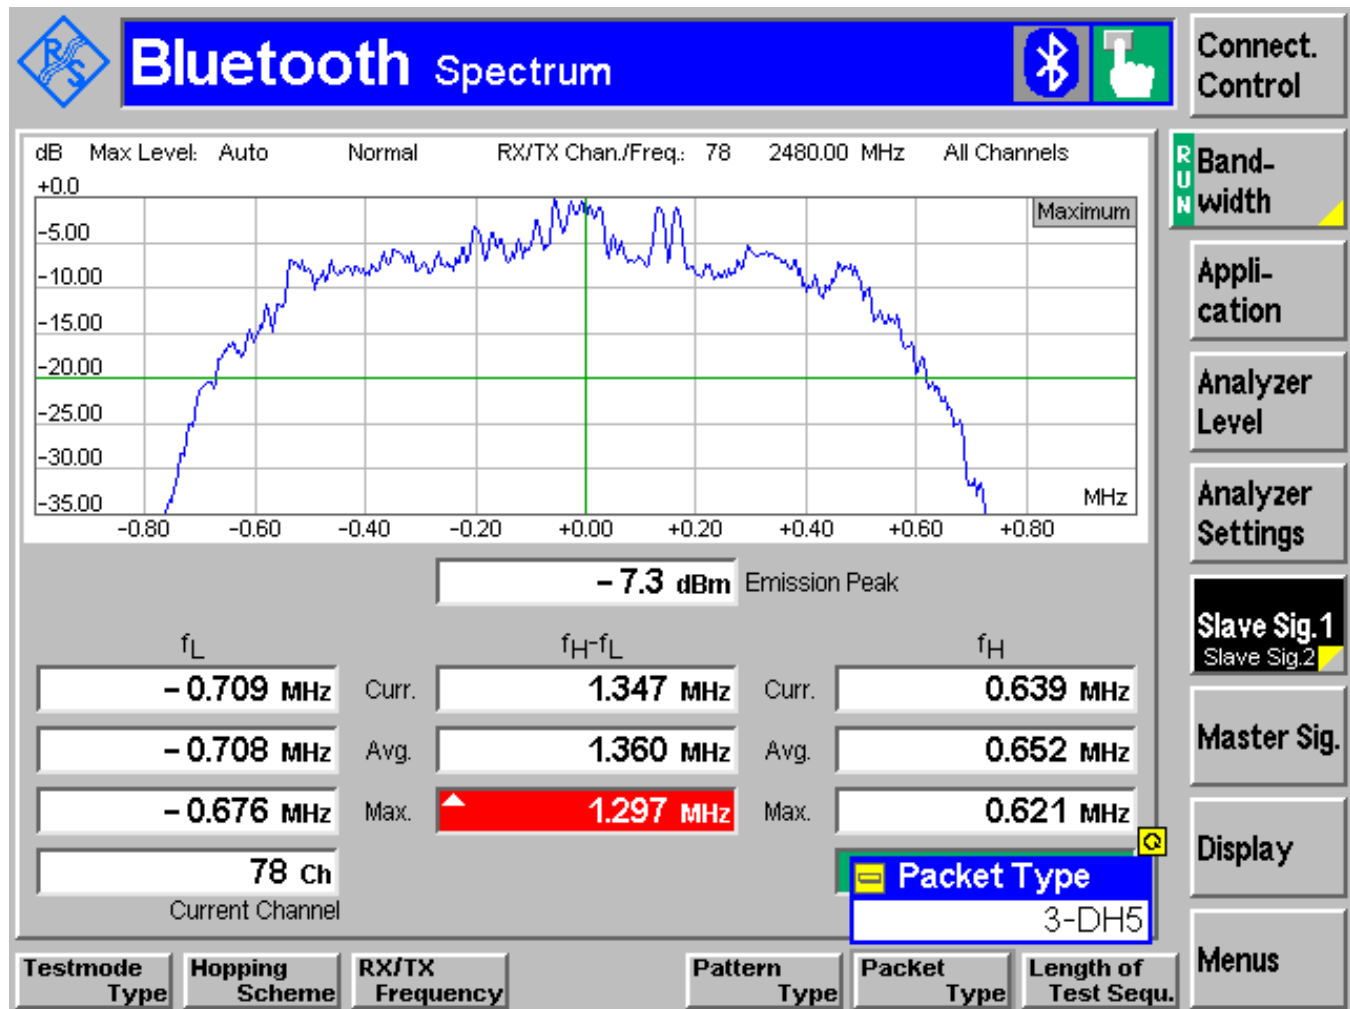 R S
Bluetooth Spectrum
Connect.
Control
dB Max Level: Auto Normal RX/TX Chan./Freq.: 78 2480.00 MHz All Channels
+0.0
Maximum
-5.00
-10.00
-15.00
-20.00
-25.00
-30.00
-35.00
MHz
-0.80 -0.60 -0.40 -0.20 +0.00 +0.20 +0.40 +0.60 +0.80
RUN
Band-
width
Appli-
cation
Analyzer
Level
Analyzer
Settings
Slave Sig.1
Slave Sig.2
Master Sig.
Display
Menus
- 7.3 dBm Emission Peak
fL fH-fL fH
- 0.709 MHz Curr. 1.347 MHz Curr. 0.639 MHz
- 0.708 MHz Avg. 1.360 MHz Avg. 0.652 MHz
- 0.676 MHz Max. 1.297 MHz Max. 0.621 MHz
78 Ch
Current Channel
Packet Type
3-DH5
Testmode
Type
Hopping
Scheme
RX/TX
Frequency
Pattern
Type
Packet
Type
Length of
Test Sequ.